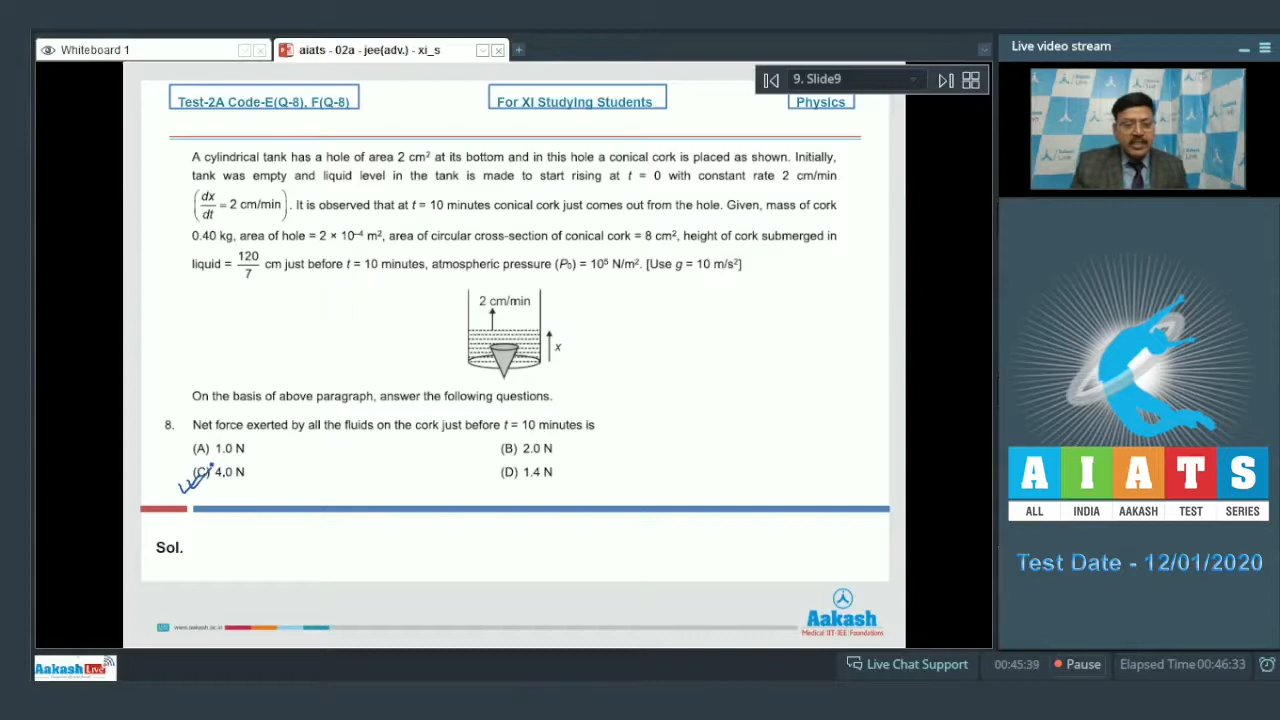 Whiteboard 1
aiats - 02a - jee(adv.) - xi_s
Live video stream
9. Slide9
Test-2A Code-E(Q-8), F(Q-8)
For XI Studying Students
Physics
A cylindrical tank has a hole of area 2 cm² at its bottom and in this hole a conical cork is placed as shown. Initially,
tank was empty and liquid level in the tank is made to start rising at t = 0 with constant rate 2 cm/min
(dx/dt = 2 cm/min). It is observed that at t = 10 minutes conical cork just comes out from the hole. Given, mass of cork
0.40 kg, area of hole = 2 × 10⁻⁴ m², area of circular cross-section of conical cork = 8 cm², height of cork submerged in
liquid = 120/7 cm just before t = 10 minutes, atmospheric pressure (P₀) = 10⁵ N/m². [Use g = 10 m/s²]
2 cm/min
x
On the basis of above paragraph, answer the following questions.
8. Net force exerted by all the fluids on the cork just before t = 10 minutes is
(A) 1.0 N
(B) 2.0 N
(C) 4.0 N
(D) 1.4 N
Sol.
www.aakash.ac.in
Aakash
Medical|IIT-JEE|Foundations
A I A T S
ALL INDIA AAKASH TEST SERIES
Test Date - 12/01/2020
Aakash Live
Live Chat Support
00:45:39
Pause
Elapsed Time 00:46:33